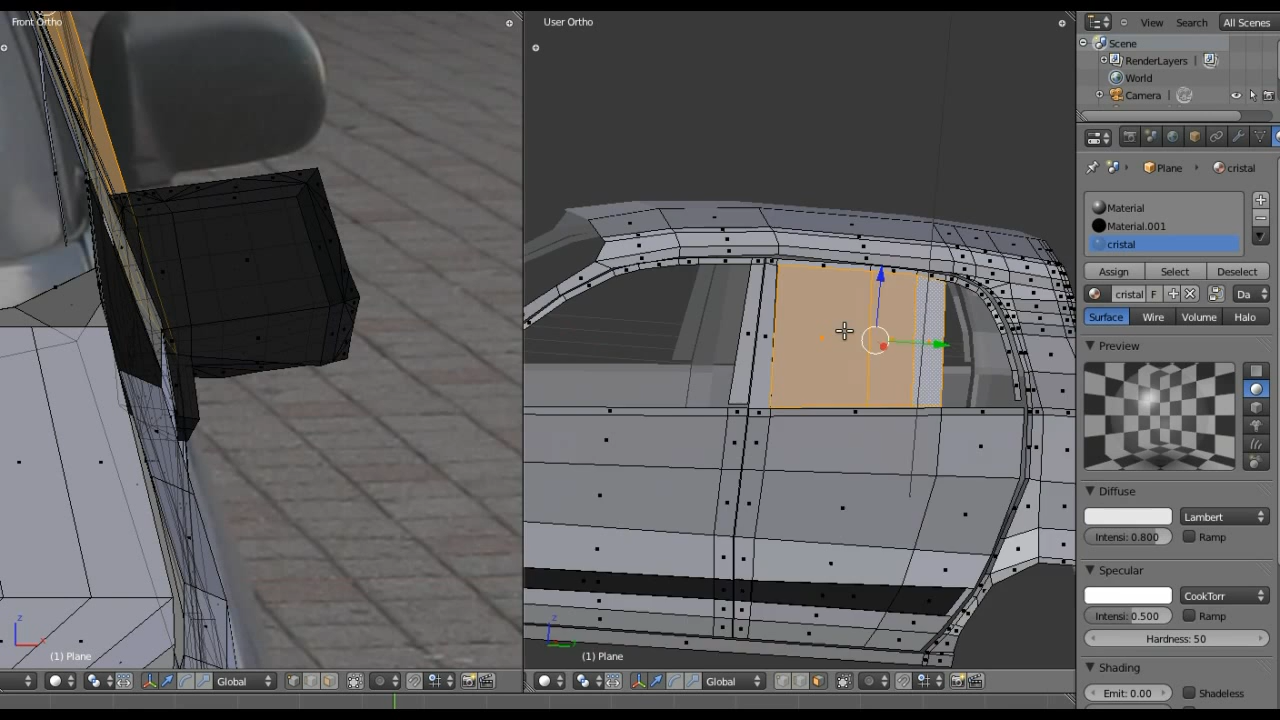 Front Ortho
User Ortho
View Search All Scenes
Scene
RenderLayers
World
Camera
Plane cristal
Material
Material.001
cristal
Assign Select Deselect
cristal F Da
Surface Wire Volume Halo
Preview
Diffuse
Lambert
Intensi: 0.800 Ramp
Specular
CookTorr
Intensi: 0.500 Ramp
Hardness: 50
Shading
Emit: 0.00 Shadeless
z
x
(1) Plane
z
y
(1) Plane
Global
Global